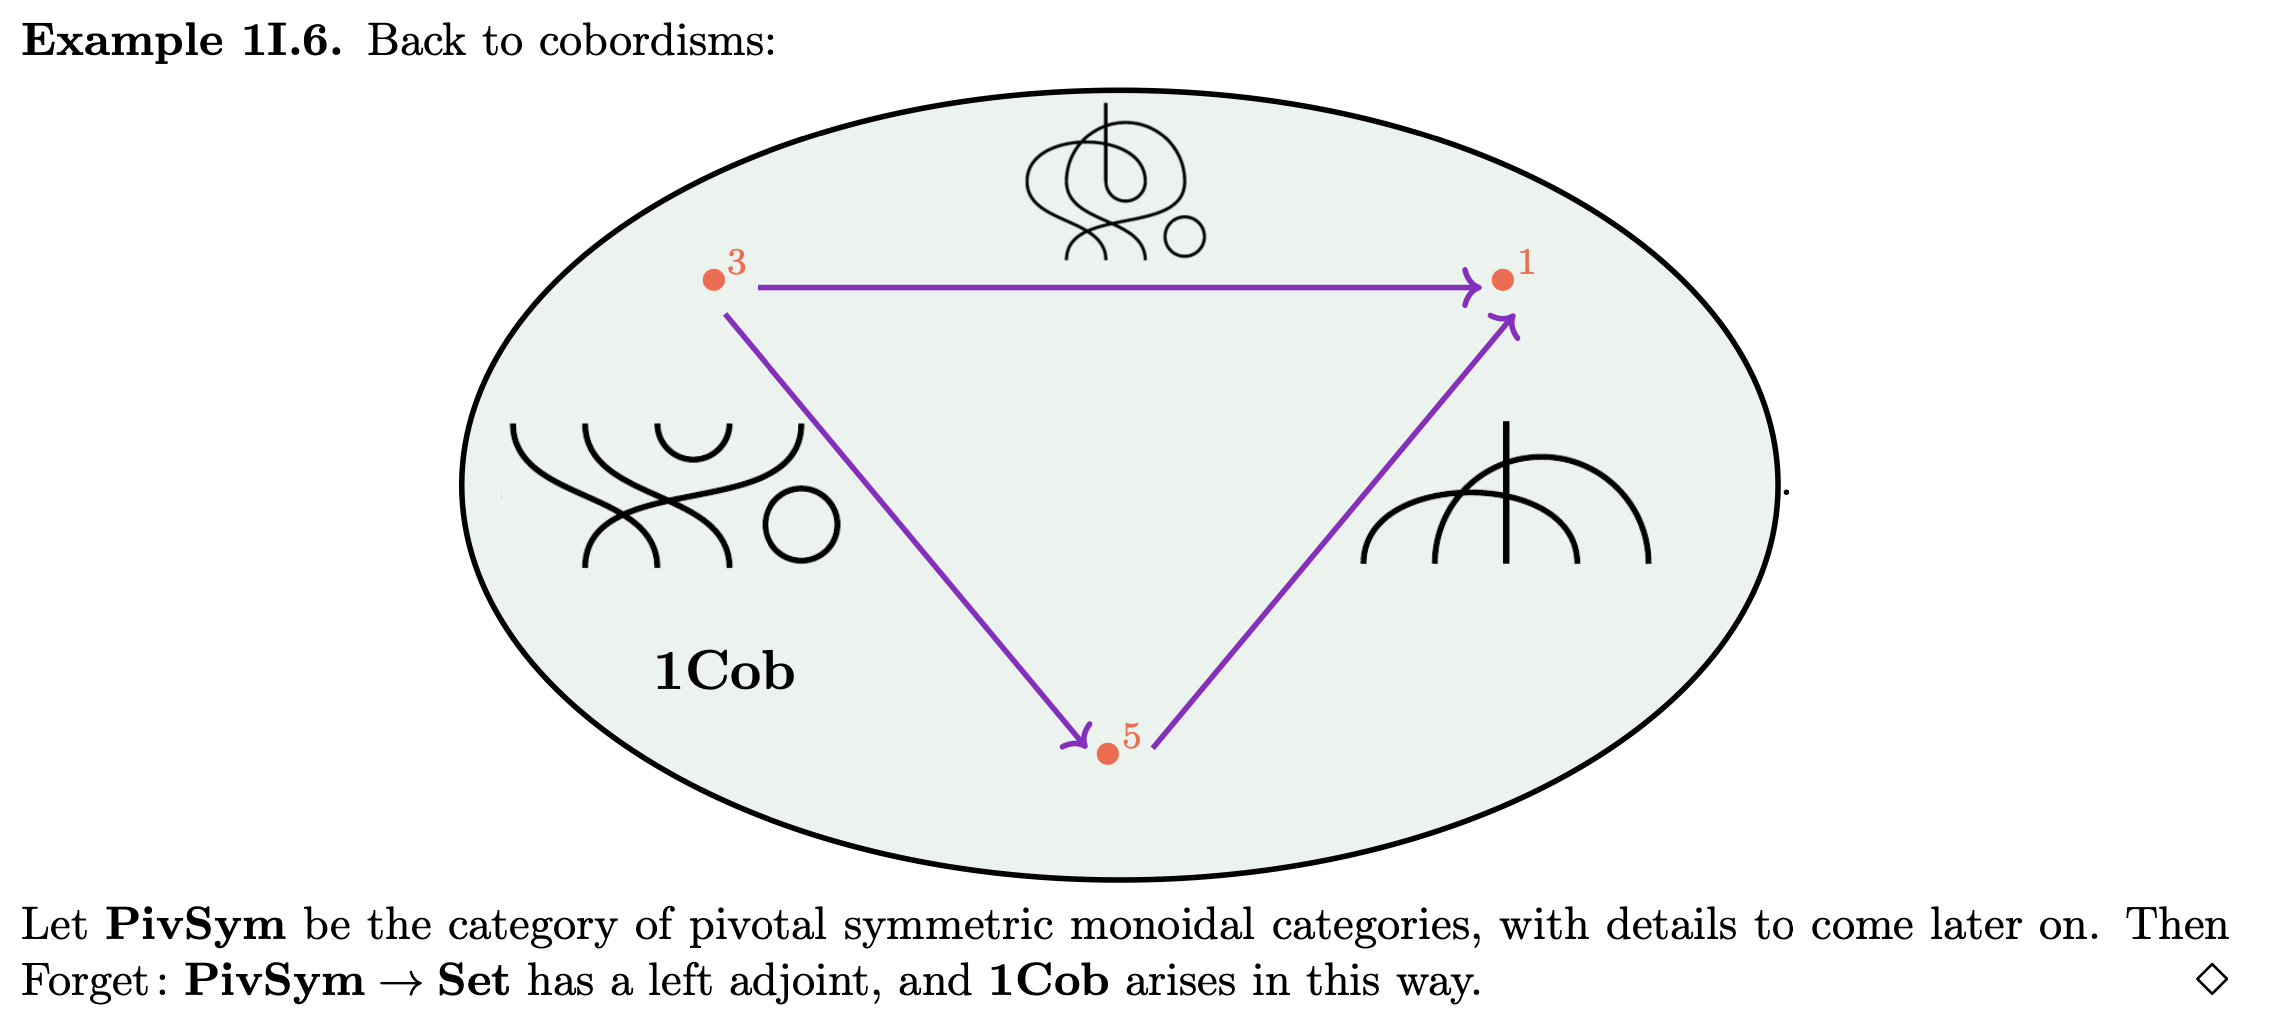 Example 1I.6. Back to cobordisms:
3
1
1Cob
5
.
Let PivSym be the category of pivotal symmetric monoidal categories, with details to come later on. Then
Forget: PivSym → Set has a left adjoint, and 1Cob arises in this way. ◇